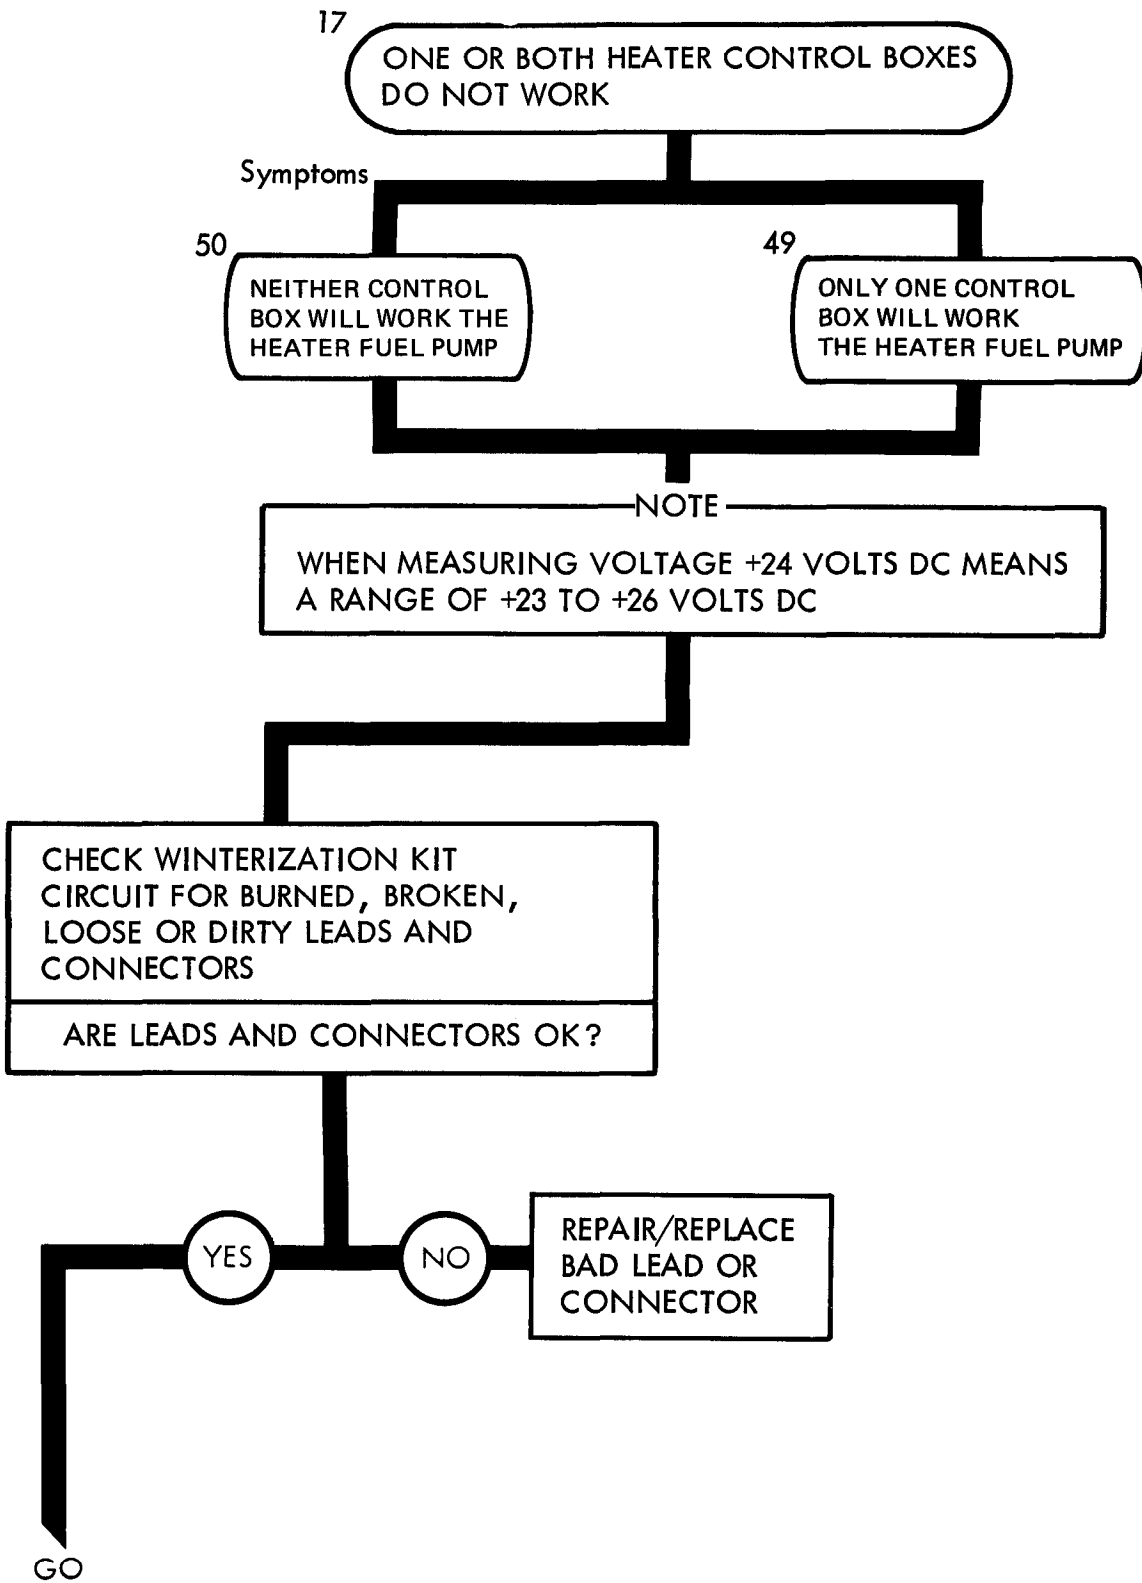 17
ONE OR BOTH HEATER CONTROL BOXES
DO NOT WORK
Symptoms
50
NEITHER CONTROL
BOX WILL WORK THE
HEATER FUEL PUMP
49
ONLY ONE CONTROL
BOX WILL WORK
THE HEATER FUEL PUMP
NOTE
WHEN MEASURING VOLTAGE +24 VOLTS DC MEANS
A RANGE OF +23 TO +26 VOLTS DC
CHECK WINTERIZATION KIT
CIRCUIT FOR BURNED, BROKEN,
LOOSE OR DIRTY LEADS AND
CONNECTORS
ARE LEADS AND CONNECTORS OK?
YES
NO
REPAIR/REPLACE
BAD LEAD OR
CONNECTOR
GO